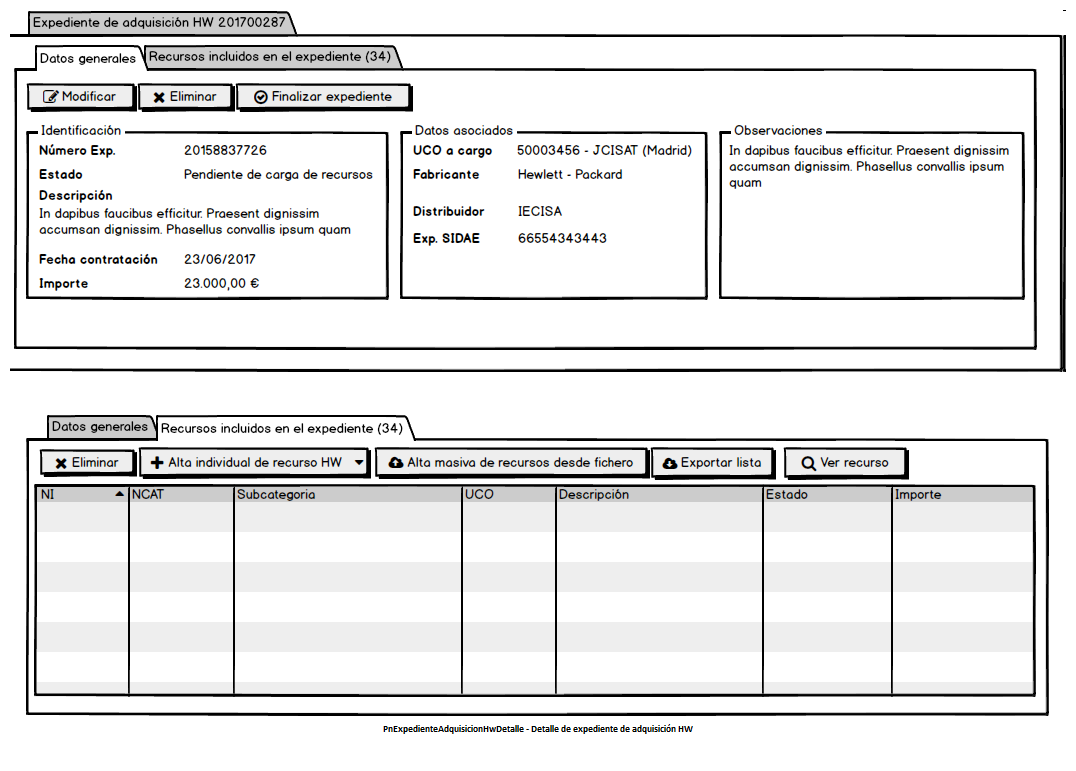 Expediente de adquisición HW 201700287
Datos generales
Recursos incluidos en el expediente (34)
Modificar
Eliminar
Finalizar expediente
Identificación
Número Exp. 20158837726
Estado Pendiente de carga de recursos
Descripción
In dapibus faucibus efficitur. Praesent dignissim
accumsan dignissim. Phasellus convallis ipsum quam
Fecha contratación 23/06/2017
Importe 23.000,00 €
Datos asociados
UCO a cargo 50003456 - JCISAT (Madrid)
Fabricante Hewlett - Packard
Distribuidor IECISA
Exp. SIDAE 66554343443
Observaciones
In dapibus faucibus efficitur. Praesent dignissim
accumsan dignissim. Phasellus convallis ipsum
quam
Datos generales
Recursos incluidos en el expediente (34)
Eliminar
Alta individual de recurso HW
Alta masiva de recursos desde fichero
Exportar lista
Ver recurso
NI NCAT Subcategoria UCO Descripción Estado Importe
PnExpedienteAdquisicionHwDetalle - Detalle de expediente de adquisición HW